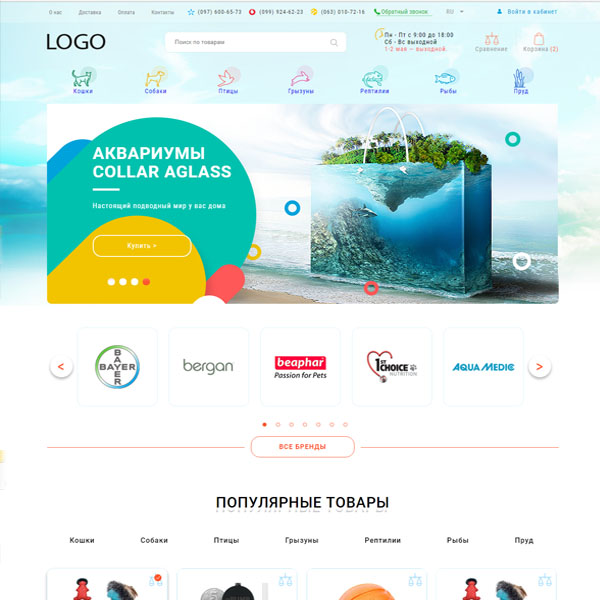 О нас Доставка Оплата Контакты (097) 600-65-73 (099) 924-62-23 (063) 010-72-16 Обратный звонок RU Войти в кабинет
LOGO
Поиск по товарам
Пн - Пт с 9:00 до 18:00
Сб - Вс выходной
1-2 мая — выходной.
Сравнение
Корзина (2)
Кошки Собаки Птицы Грызуны Рептилии Рыбы Пруд
АКВАРИУМЫ
COLLAR AGLASS
Настоящий подводный мир у вас дома
Купить >
< >
BAYER
BAYER
bergan
beaphar
Passion for Pets
1ST
CHOICE
NUTRITION
AQUA MEDIC
ВСЕ БРЕНДЫ
ПОПУЛЯРНЫЕ ТОВАРЫ
Кошки Собаки Птицы Грызуны Рептилии Рыбы Пруд